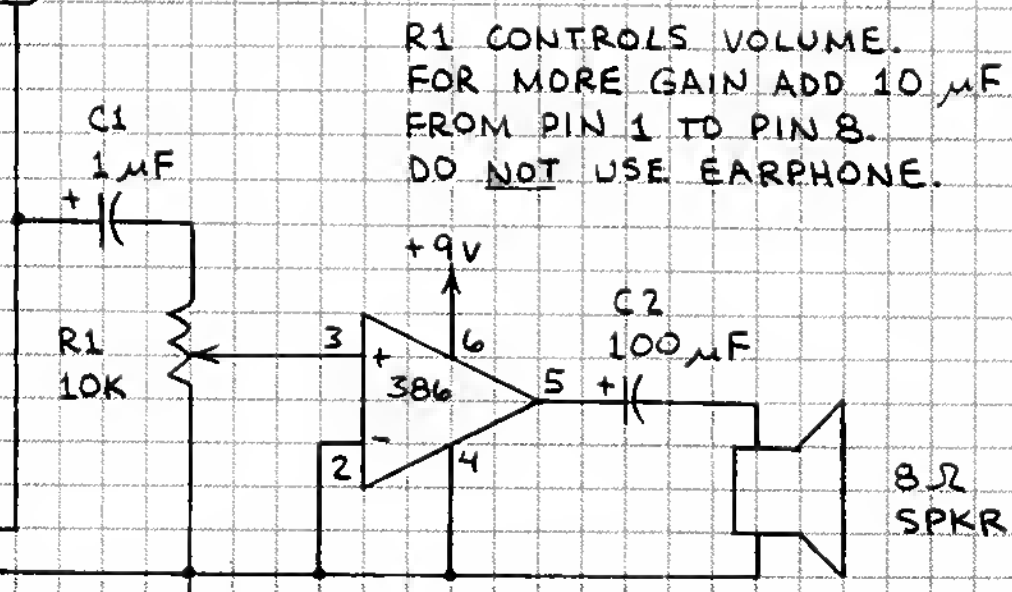 R1 CONTROLS VOLUME.
FOR MORE GAIN ADD 10 μF
FROM PIN 1 TO PIN 8.
DO NOT USE EARPHONE.
C1
1 μF
+
+9V
C2
100 μF
R1
10K
3
+
6
386
5
+
-
2
4
8Ω
SPKR